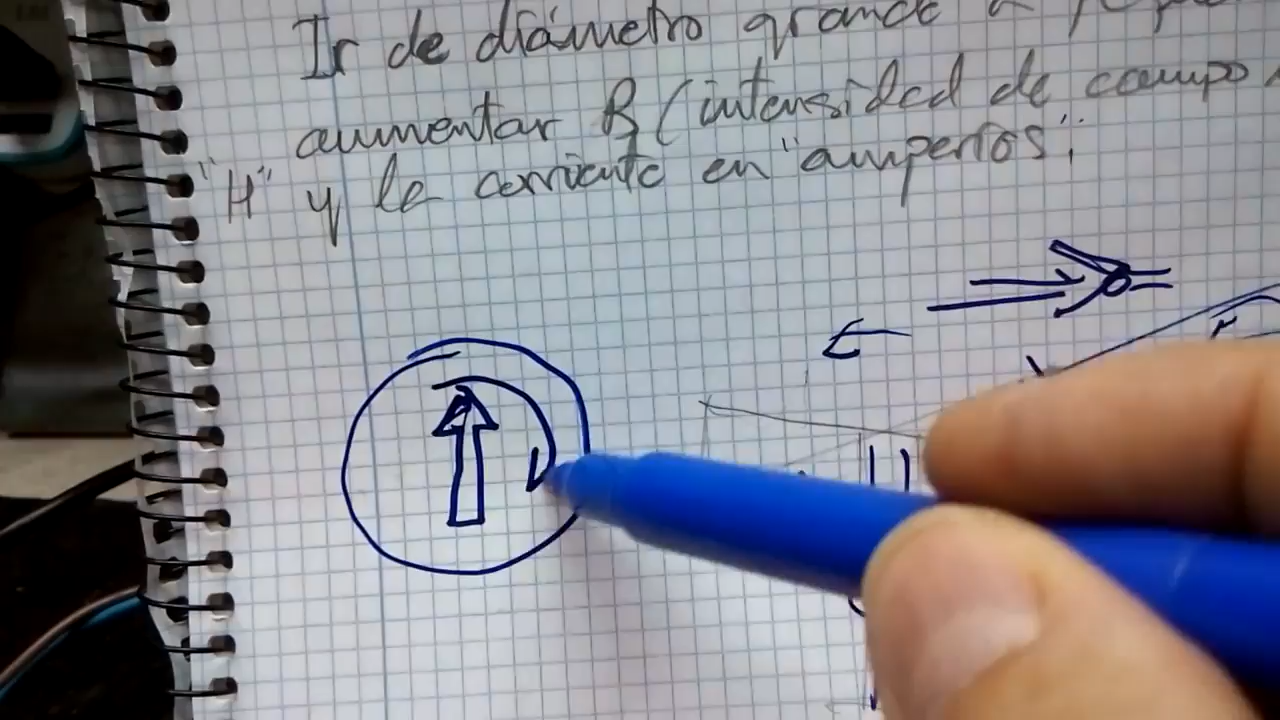 Ir de diámetro grande a
aumentar B (intensidad de campo
"H" y la corriente en "amperios".